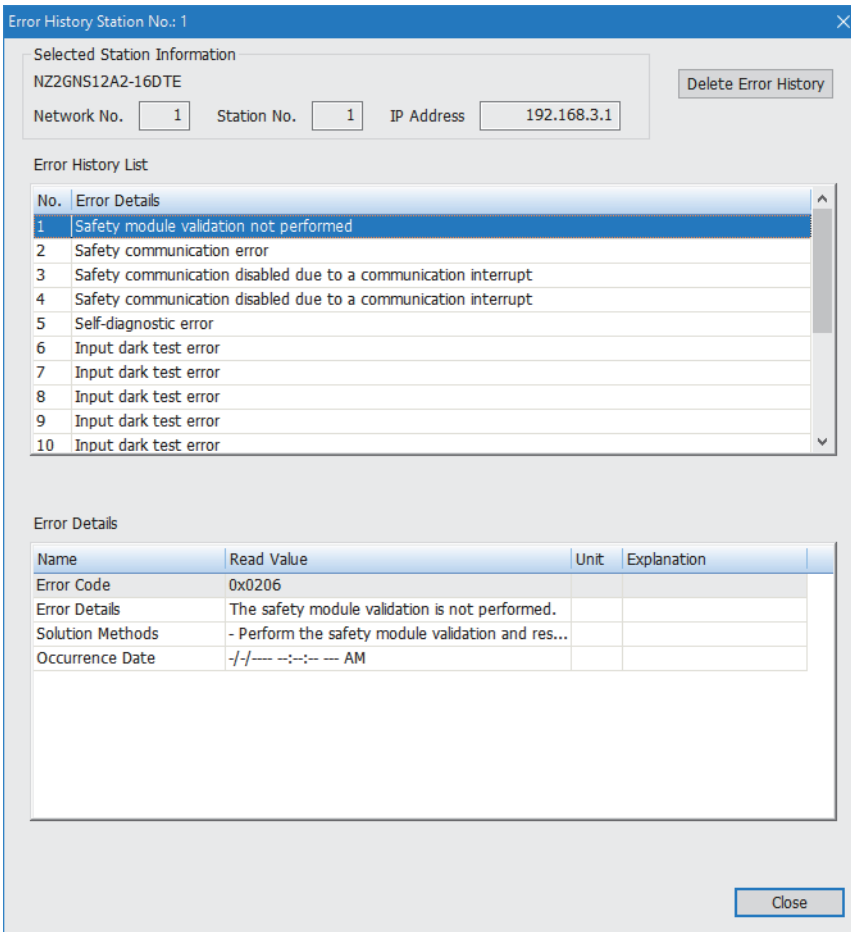 Error History Station No.: 1
Selected Station Information
NZ2GNS12A2-16DTE
Delete Error History
Network No. 1 Station No. 1 IP Address 192.168.3.1
Error History List
No. Error Details
1 Safety module validation not performed
2 Safety communication error
3 Safety communication disabled due to a communication interrupt
4 Safety communication disabled due to a communication interrupt
5 Self-diagnostic error
6 Input dark test error
7 Input dark test error
8 Input dark test error
9 Input dark test error
10 Input dark test error
Error Details
Name Read Value Unit Explanation
Error Code 0x0206
Error Details The safety module validation is not performed.
Solution Methods - Perform the safety module validation and res...
Occurrence Date -/-/---- --:--:-- --- AM
Close